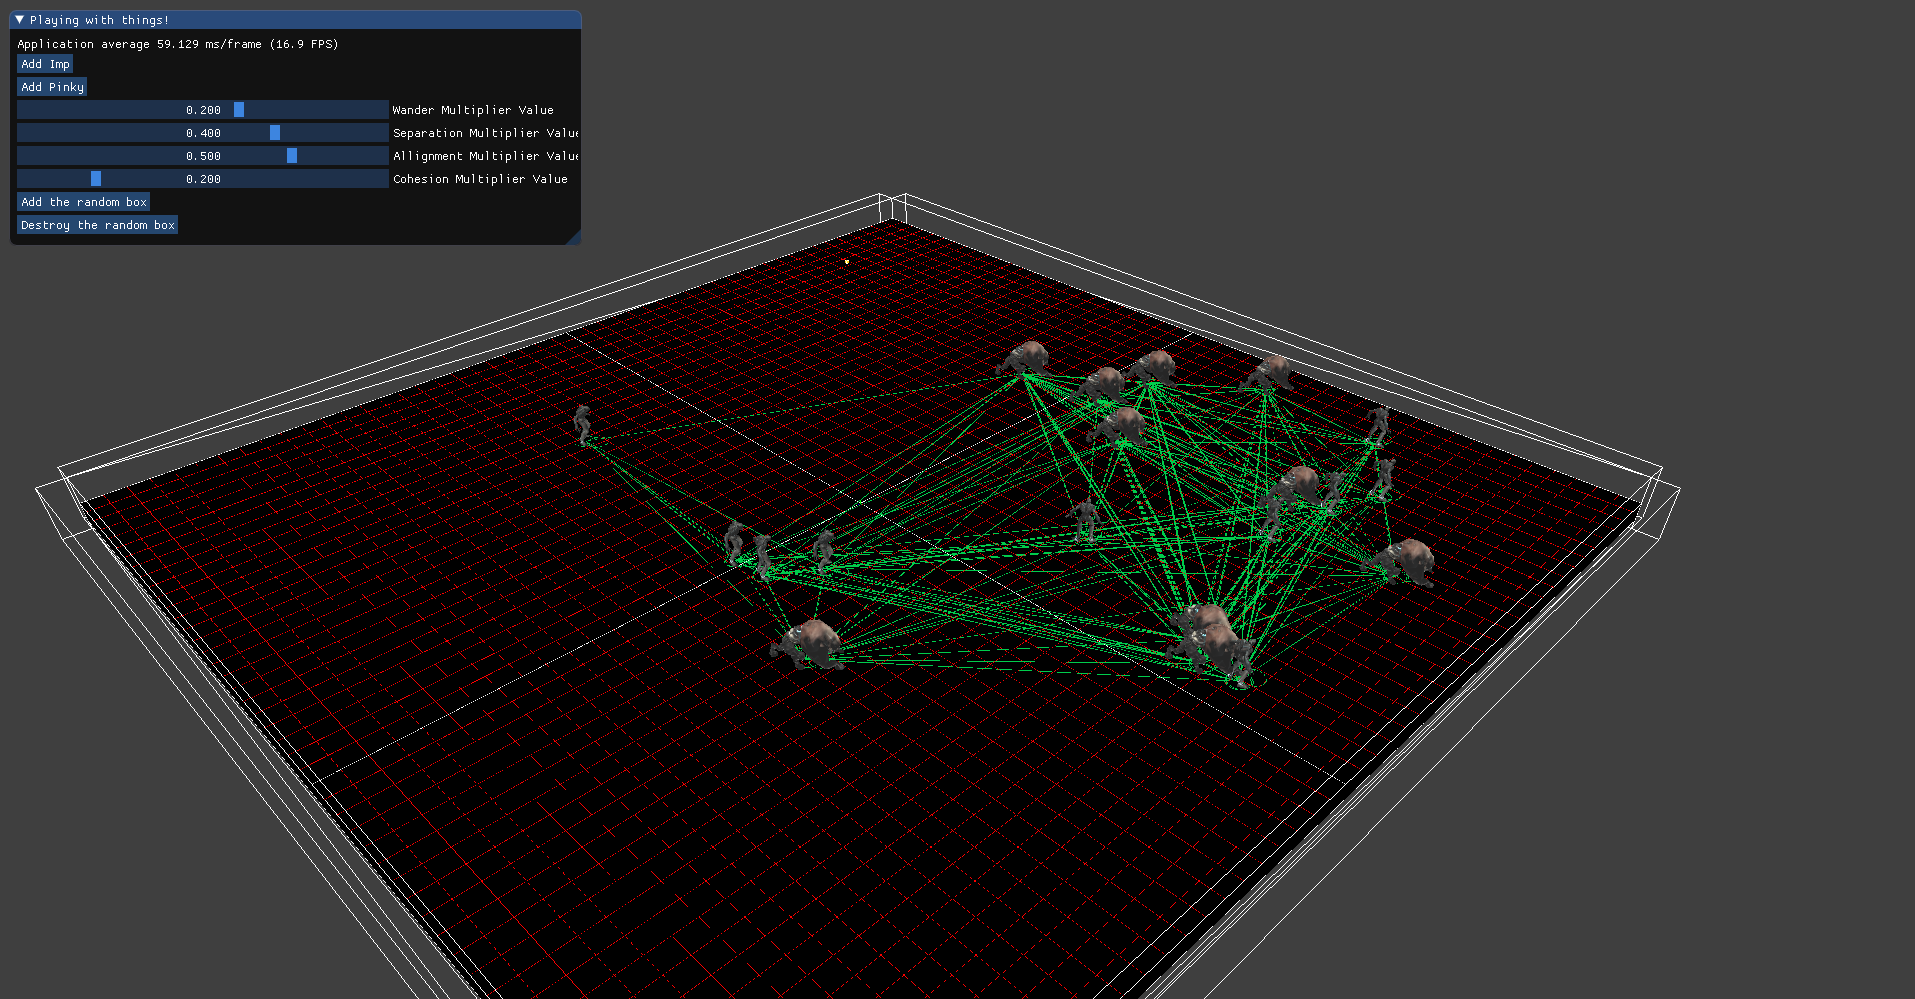 Playing with things!
Application average 59.129 ms/frame (16.9 FPS)
Add Imp
Add Pinky
0.200 Wander Multiplier Value
0.400 Separation Multiplier Valu
0.500 Allignment Multiplier Valu
0.200 Cohesion Multiplier Value
Add the random box
Destroy the random box